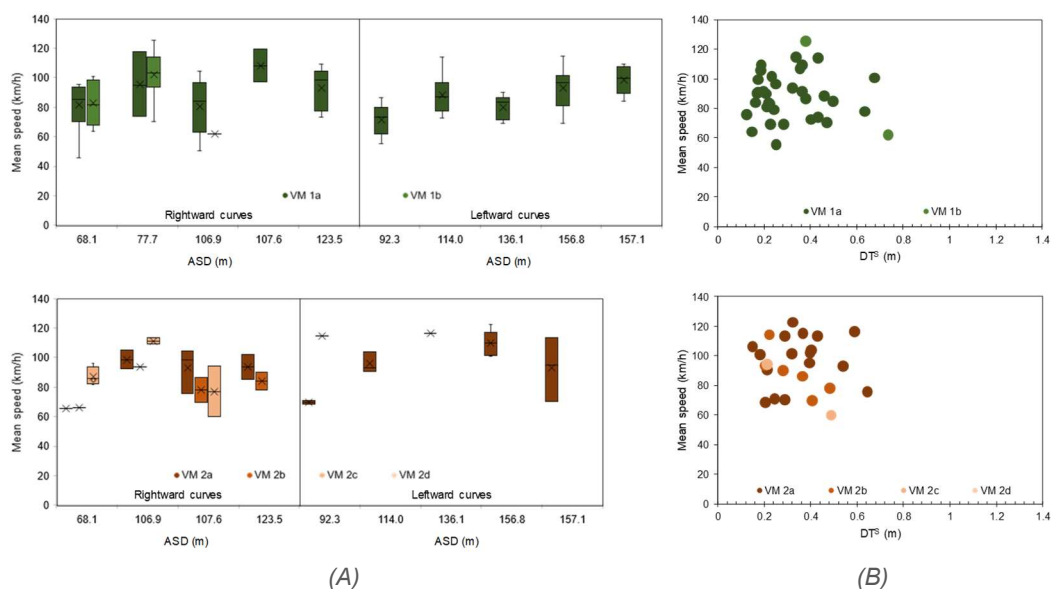 140
120
100
80
60
40
20
0
Mean speed (km/h)
VM 1a VM 1b
Rightward curves Leftward curves
68.1 77.7 106.9 107.6 123.5 92.3 114.0 136.1 156.8 157.1
ASD (m) ASD (m)
140
120
100
80
60
40
20
0
Mean speed (km/h)
VM 1a VM 1b
0 0.2 0.4 0.6 0.8 1 1.2 1.4
DTˢ (m)
140
120
100
80
60
40
20
0
Mean speed (km/h)
VM 2a VM 2b VM 2c VM 2d
Rightward curves Leftward curves
68.1 106.9 107.6 123.5 92.3 114.0 136.1 156.8 157.1
ASD (m) ASD (m)
140
120
100
80
60
40
20
0
Mean speed (km/h)
VM 2a VM 2b VM 2c VM 2d
0 0.2 0.4 0.6 0.8 1 1.2 1.4
DTˢ (m)
(A) (B)